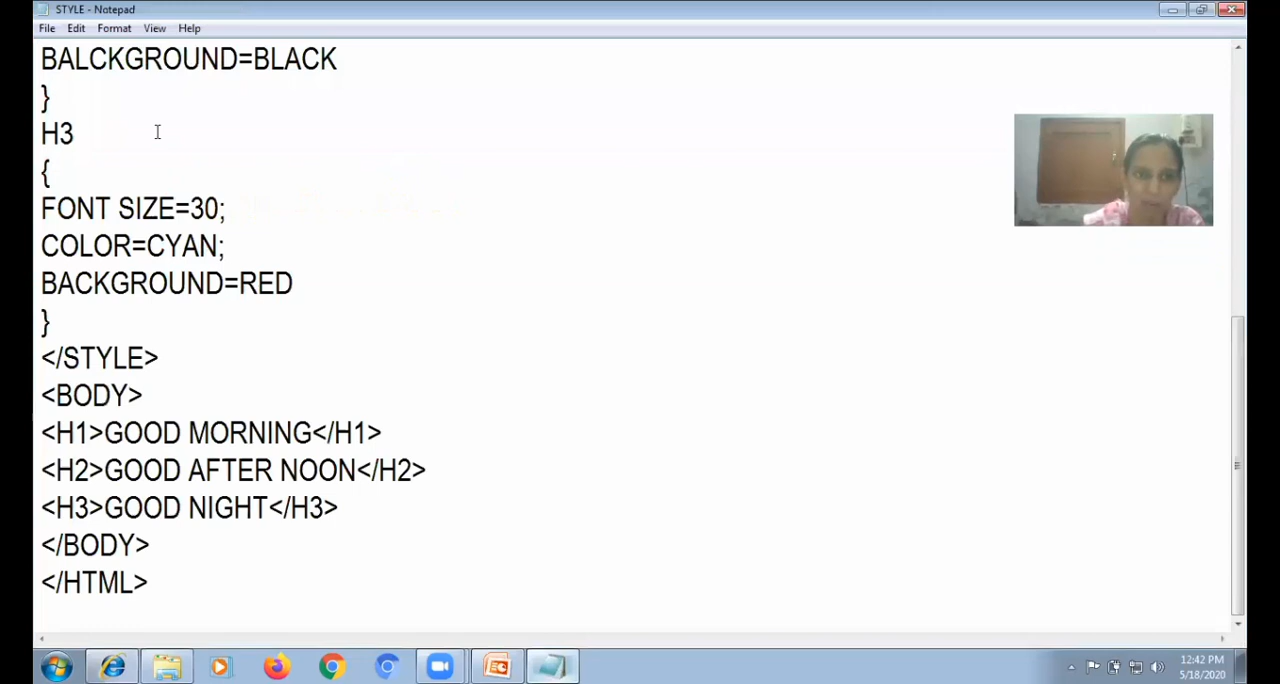 STYLE - Notepad
File Edit Format View Help
BALCKGROUND=BLACK
}
H3
{
FONT SIZE=30;
COLOR=CYAN;
BACKGROUND=RED
}
</STYLE>
<BODY>
<H1>GOOD MORNING</H1>
<H2>GOOD AFTER NOON</H2>
<H3>GOOD NIGHT</H3>
</BODY>
</HTML>
12:42 PM
5/18/2020